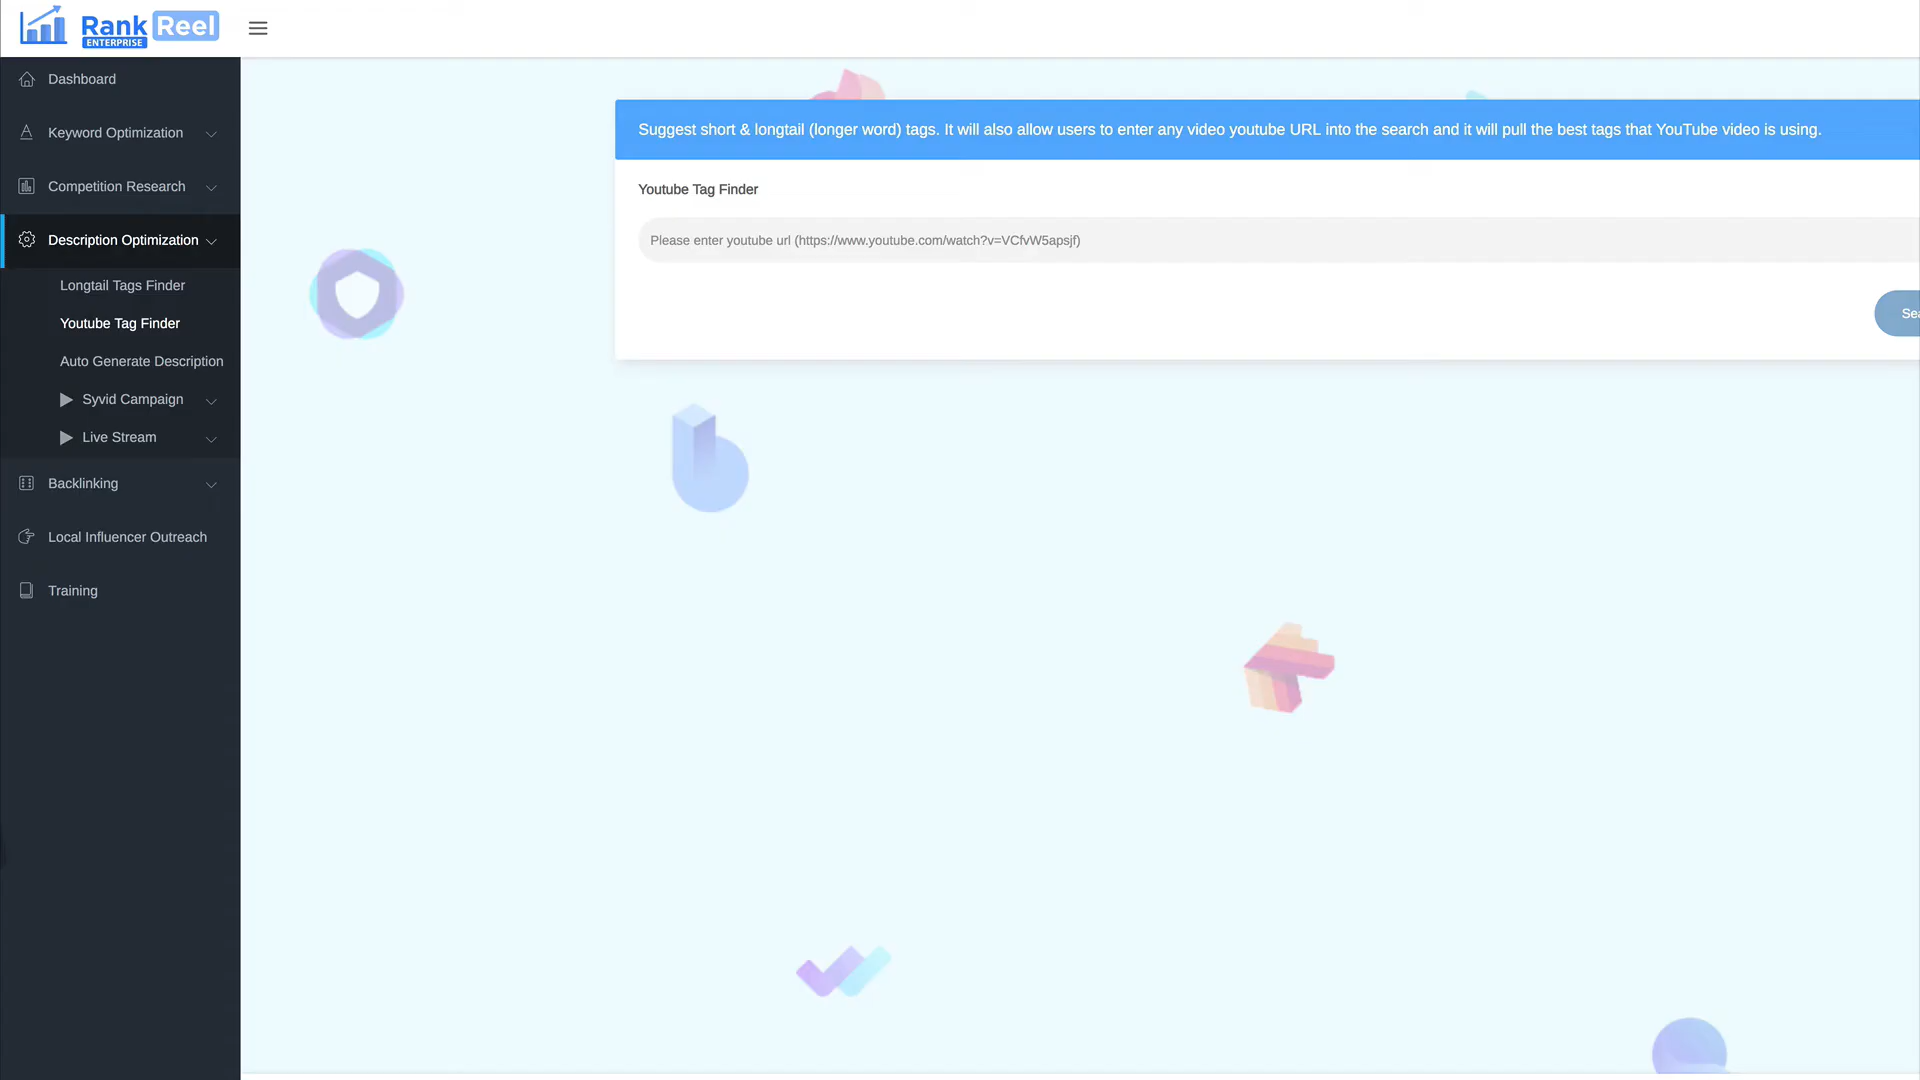 Rank Reel
ENTERPRISE
Dashboard
Keyword Optimization
Competition Research
Description Optimization
Longtail Tags Finder
Youtube Tag Finder
Auto Generate Description
Syvid Campaign
Live Stream
Backlinking
Local Influencer Outreach
Training
Suggest short & longtail (longer word) tags. It will also allow users to enter any video youtube URL into the search and it will pull the best tags that YouTube video is using.
Youtube Tag Finder
Please enter youtube url (https://www.youtube.com/watch?v=VCfvW5apsjf)